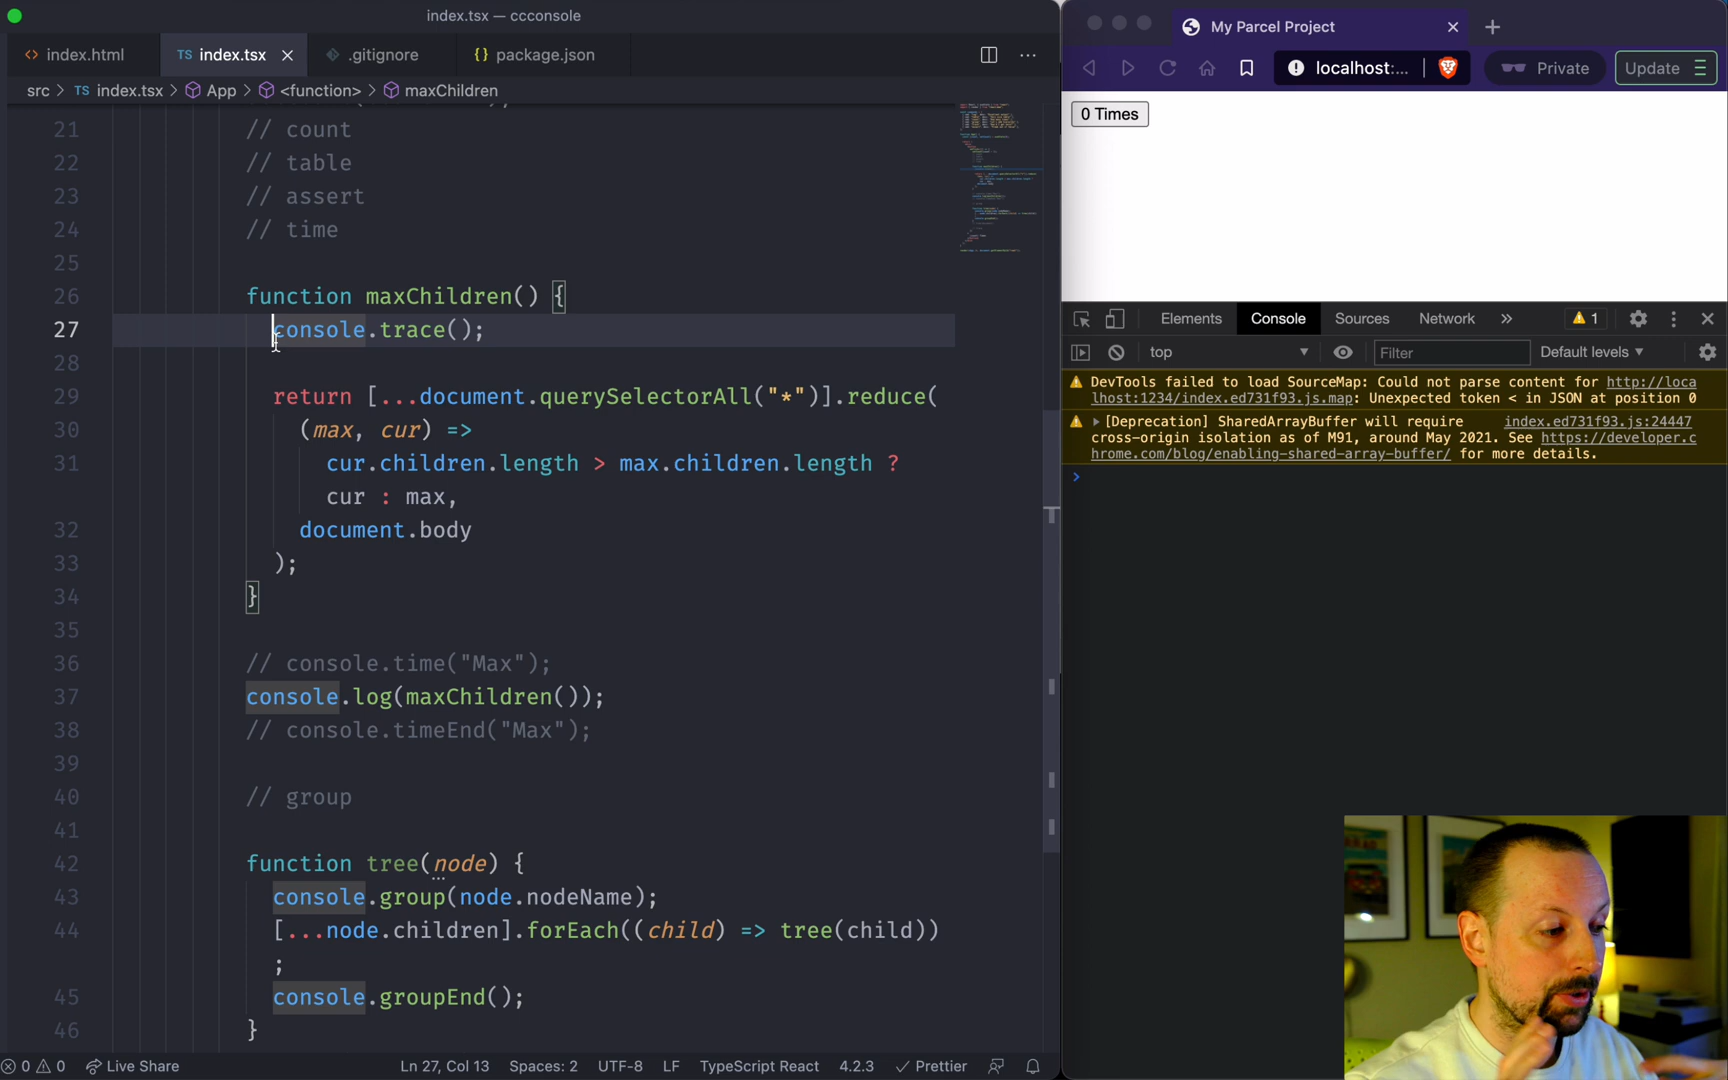 index.tsx — ccconsole
index.html
TS index.tsx
.gitignore
{} package.json
src > TS index.tsx > App > <function> > maxChildren
21 // count
22 // table
23 // assert
24 // time
25
26 function maxChildren() {
27 console.trace();
28
29 return [...document.querySelectorAll("*")].reduce(
30 (max, cur) =>
31 cur.children.length > max.children.length ?
cur : max,
32 document.body
33 );
34 }
35
36 // console.time("Max");
37 console.log(maxChildren());
38 // console.timeEnd("Max");
39
40 // group
41
42 function tree(node) {
43 console.group(node.nodeName);
44 [...node.children].forEach((child) => tree(child))
;
45 console.groupEnd();
46 }
0 0 Live Share
Ln 27, Col 13 Spaces: 2 UTF-8 LF TypeScript React 4.2.3 Prettier
My Parcel Project
localhost:...
Private
Update
0 Times
Elements Console Sources Network » 1
top
Filter
Default levels
DevTools failed to load SourceMap: Could not parse content for http://loca
lhost:1234/index.ed731f93.js.map: Unexpected token < in JSON at position 0
[Deprecation] SharedArrayBuffer will require index.ed731f93.js:24447
cross-origin isolation as of M91, around May 2021. See https://developer.c
hrome.com/blog/enabling-shared-array-buffer/ for more details.
>